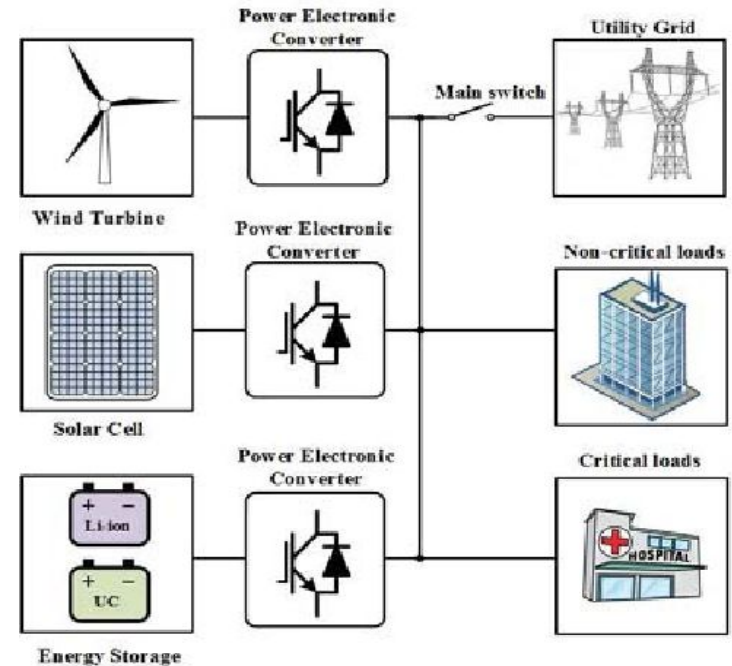 Power Electronic
Converter
Utility Grid
Main switch
Wind Turbine
Power Electronic
Converter
Non-critical loads
Solar Cell
Power Electronic
Converter
Critical loads
+ −
Li-ion
+ −
UC
HOSPITAL
Energy Storage